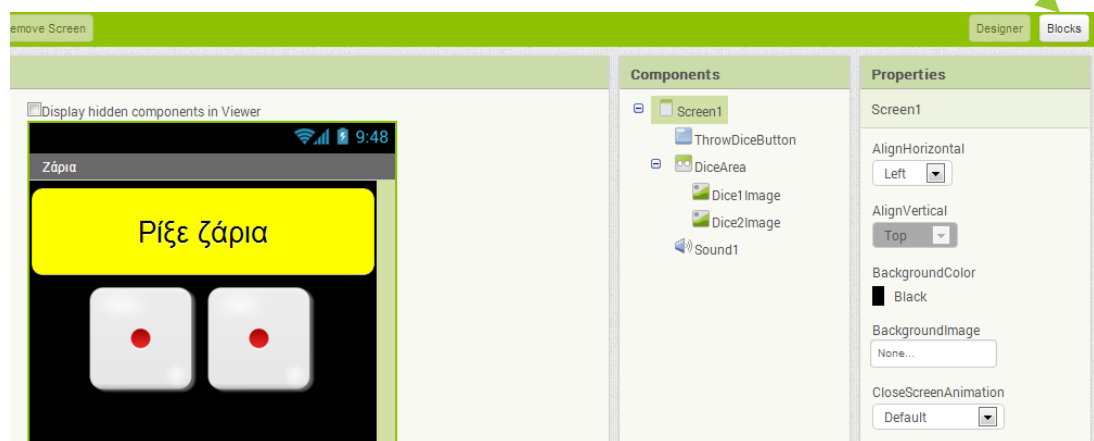 emove Screen
Designer
Blocks
Display hidden components in Viewer
9:48
Ζάρια
Ρίξε ζάρια
Components
Screen1
ThrowDiceButton
DiceArea
Dice1Image
Dice2Image
Sound1
Properties
Screen1
AlignHorizontal
Left
AlignVertical
Top
BackgroundColor
Black
BackgroundImage
None...
CloseScreenAnimation
Default